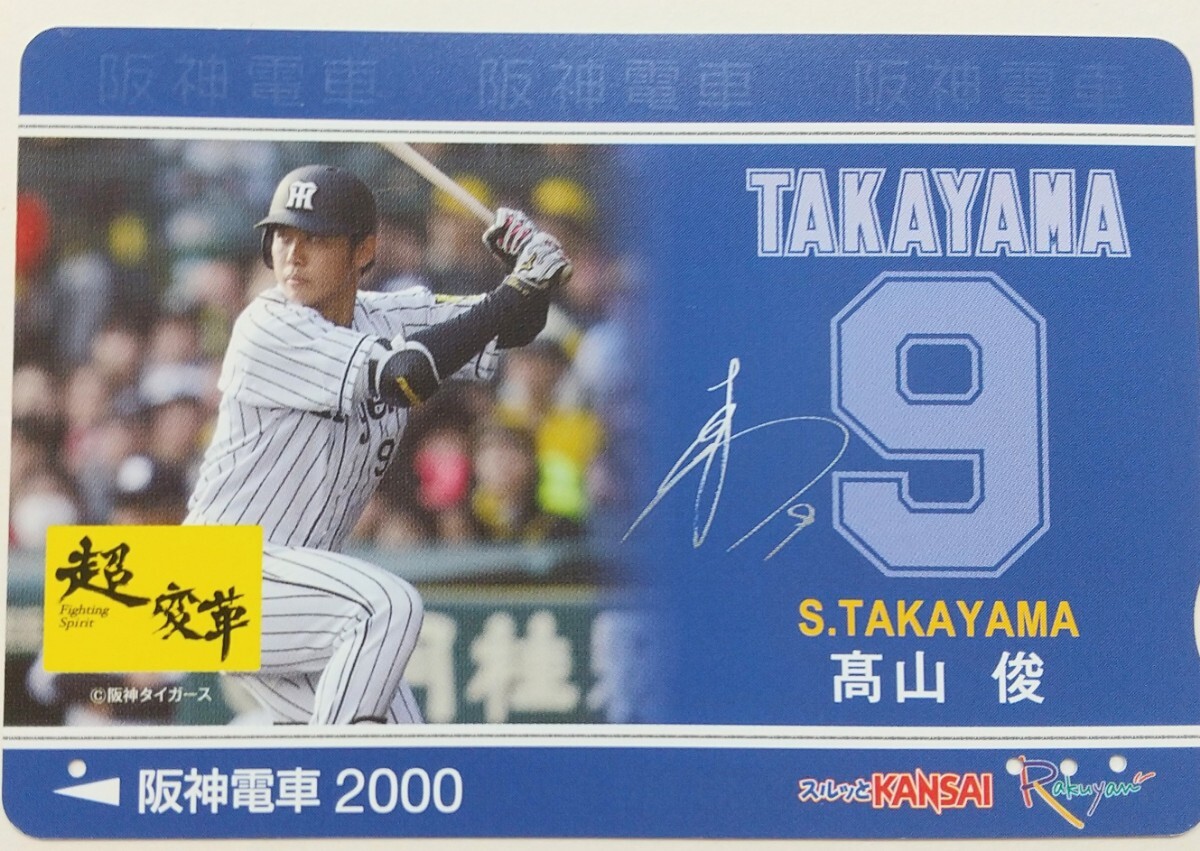 阪神電車 阪神電車 阪神電車
TAKAYAMA
9
9
超変革
Fighting
Spirit
©阪神タイガース
S.TAKAYAMA
髙山 俊
阪神電車 2000
スルッとKANSAI Rakuyan